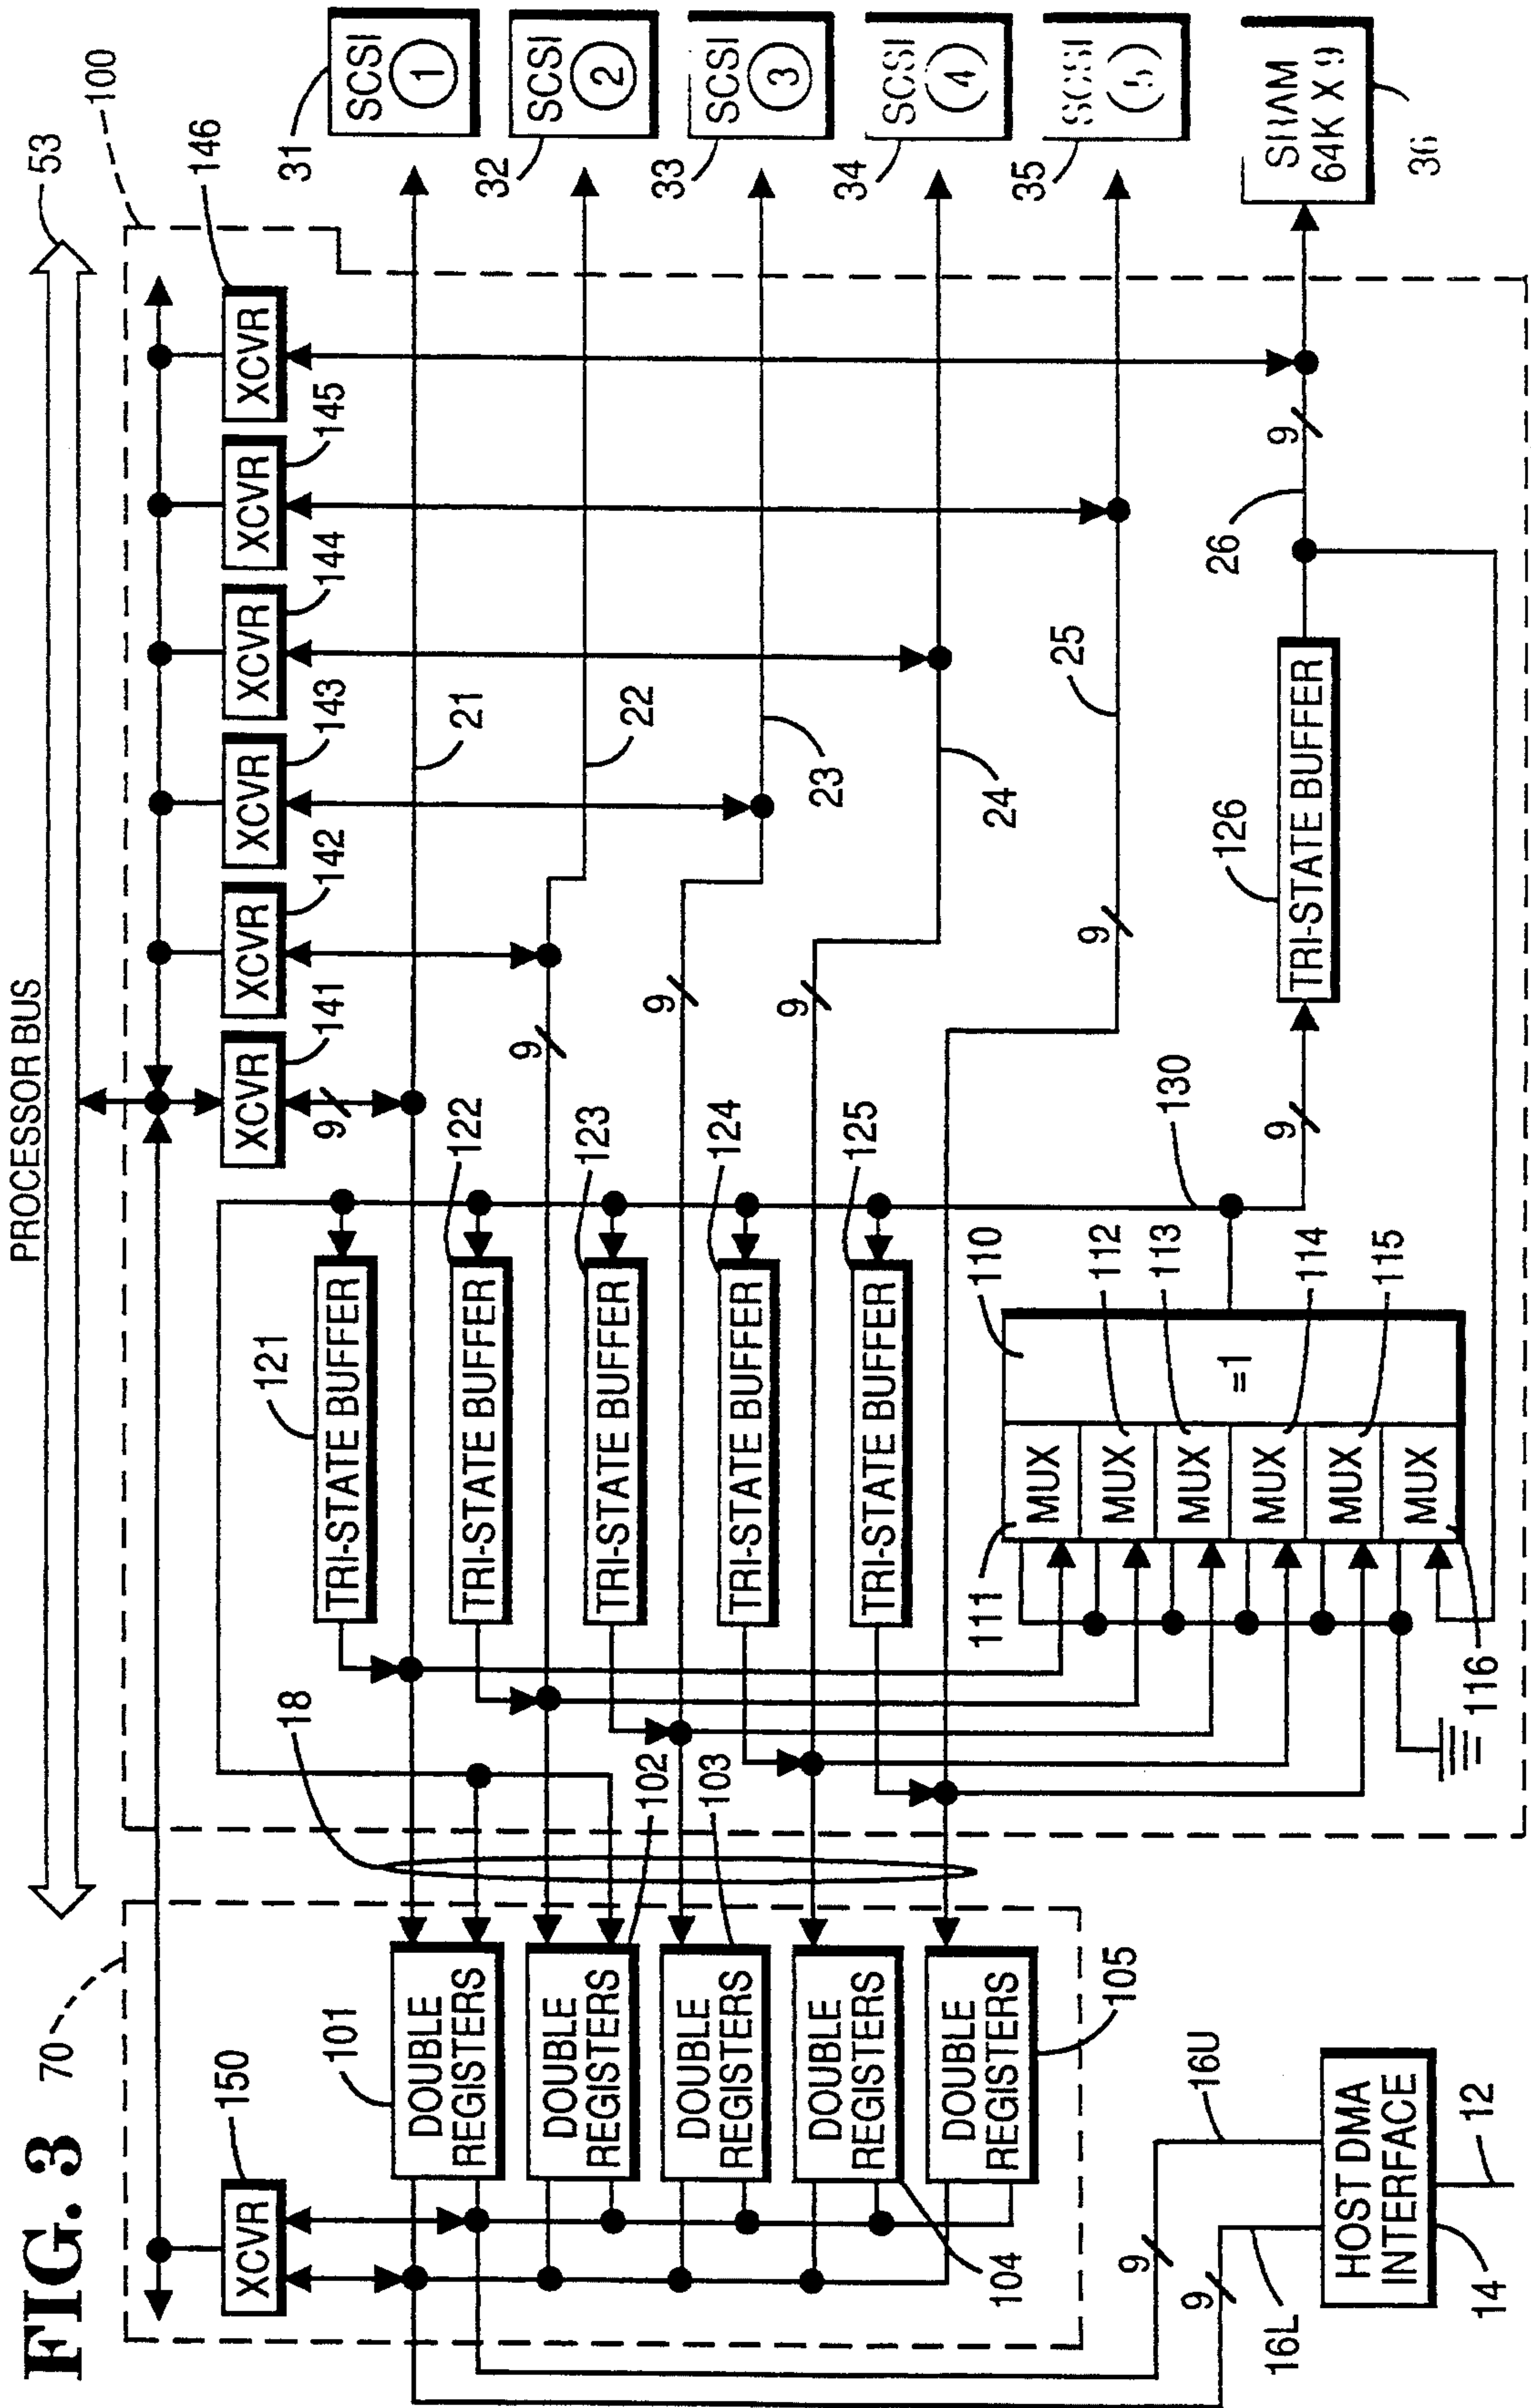 FIG. 3
PROCESSOR BUS
53
70
100
150
XCVR
141
XCVR
142
XCVR
143
XCVR
144
XCVR
145
XCVR
146
XCVR
9
101
DOUBLE
REGISTERS
DOUBLE
REGISTERS
102
DOUBLE
REGISTERS
103
DOUBLE
REGISTERS
104
DOUBLE
REGISTERS
105
18
121
TRI-STATE BUFFER
122
TRI-STATE BUFFER
123
TRI-STATE BUFFER
124
TRI-STATE BUFFER
125
TRI-STATE BUFFER
21
9
22
9
23
9
24
9
25
31
SCSI
1
32
SCSI
2
33
SCSI
3
34
SCSI
4
35
SCSI
5
111
MUX
MUX
MUX
MUX
MUX
MUX
=1
110
112
113
114
115
116
130
9
126
TRI-STATE BUFFER
26
9
SRAM
64K X 9
36
16U
9
16L
9
HOST DMA
INTERFACE
14
12